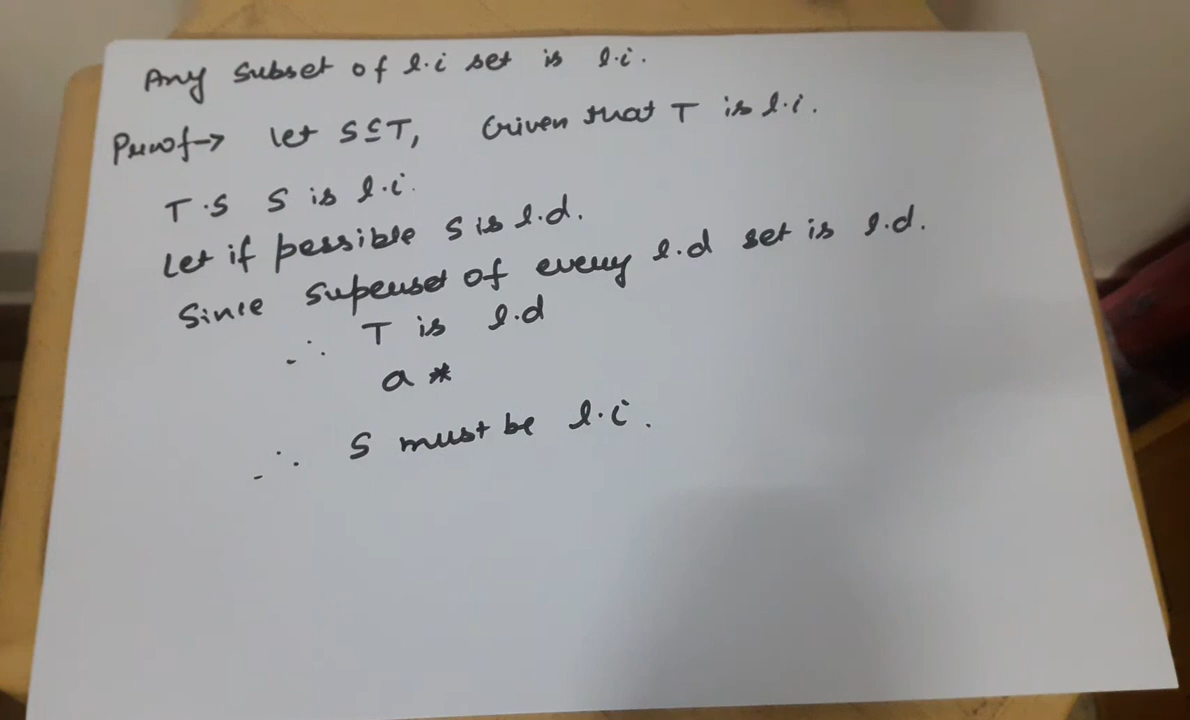 Any subset of l.i set is l.i.
Proof→ let S⊆T, Given that T is l.i.
T.S S is l.i.
Let if possible S is l.d.
Since superset of every l.d set is l.d.
∴ T is l.d
a *
∴ S must be l.i.